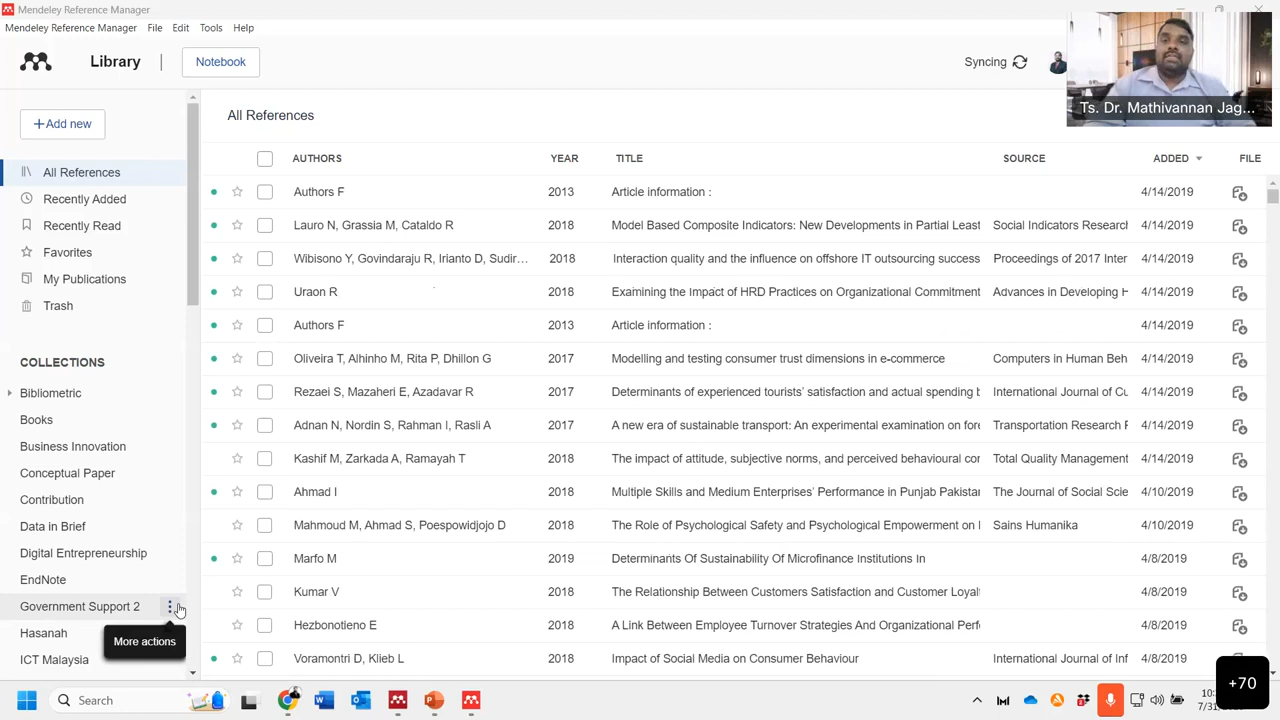 Mendeley Reference Manager
Mendeley Reference Manager File Edit Tools Help
Library | Notebook
Syncing
Ts. Dr. Mathivannan Jag...
+Add new
All References
Recently Added
Recently Read
Favorites
My Publications
Trash
COLLECTIONS
Bibliometric
Books
Business Innovation
Conceptual Paper
Contribution
Data in Brief
Digital Entrepreneurship
EndNote
Government Support 2
Hasanah
More actions
ICT Malaysia
All References
AUTHORS YEAR TITLE SOURCE ADDED FILE
Authors F 2013 Article information : 4/14/2019
Lauro N, Grassia M, Cataldo R 2018 Model Based Composite Indicators: New Developments in Partial Least Social Indicators Research 4/14/2019
Wibisono Y, Govindaraju R, Irianto D, Sudir... 2018 Interaction quality and the influence on offshore IT outsourcing success Proceedings of 2017 Inter 4/14/2019
Uraon R 2018 Examining the Impact of HRD Practices on Organizational Commitment Advances in Developing H 4/14/2019
Authors F 2013 Article information : 4/14/2019
Oliveira T, Alhinho M, Rita P, Dhillon G 2017 Modelling and testing consumer trust dimensions in e-commerce Computers in Human Beh 4/14/2019
Rezaei S, Mazaheri E, Azadavar R 2017 Determinants of experienced tourists' satisfaction and actual spending b International Journal of Cu 4/14/2019
Adnan N, Nordin S, Rahman I, Rasli A 2017 A new era of sustainable transport: An experimental examination on fore Transportation Research F 4/14/2019
Kashif M, Zarkada A, Ramayah T 2018 The impact of attitude, subjective norms, and perceived behavioural cor Total Quality Management 4/14/2019
Ahmad I 2018 Multiple Skills and Medium Enterprises' Performance in Punjab Pakistan The Journal of Social Scie 4/10/2019
Mahmoud M, Ahmad S, Poespowidjojo D 2018 The Role of Psychological Safety and Psychological Empowerment on I Sains Humanika 4/10/2019
Marfo M 2019 Determinants Of Sustainability Of Microfinance Institutions In 4/8/2019
Kumar V 2018 The Relationship Between Customers Satisfaction and Customer Loyal 4/8/2019
Hezbonotieno E 2018 A Link Between Employee Turnover Strategies And Organizational Perf 4/8/2019
Voramontri D, Klieb L 2018 Impact of Social Media on Consumer Behaviour International Journal of Inf 4/8/2019
+70
Search
10:
7/31/